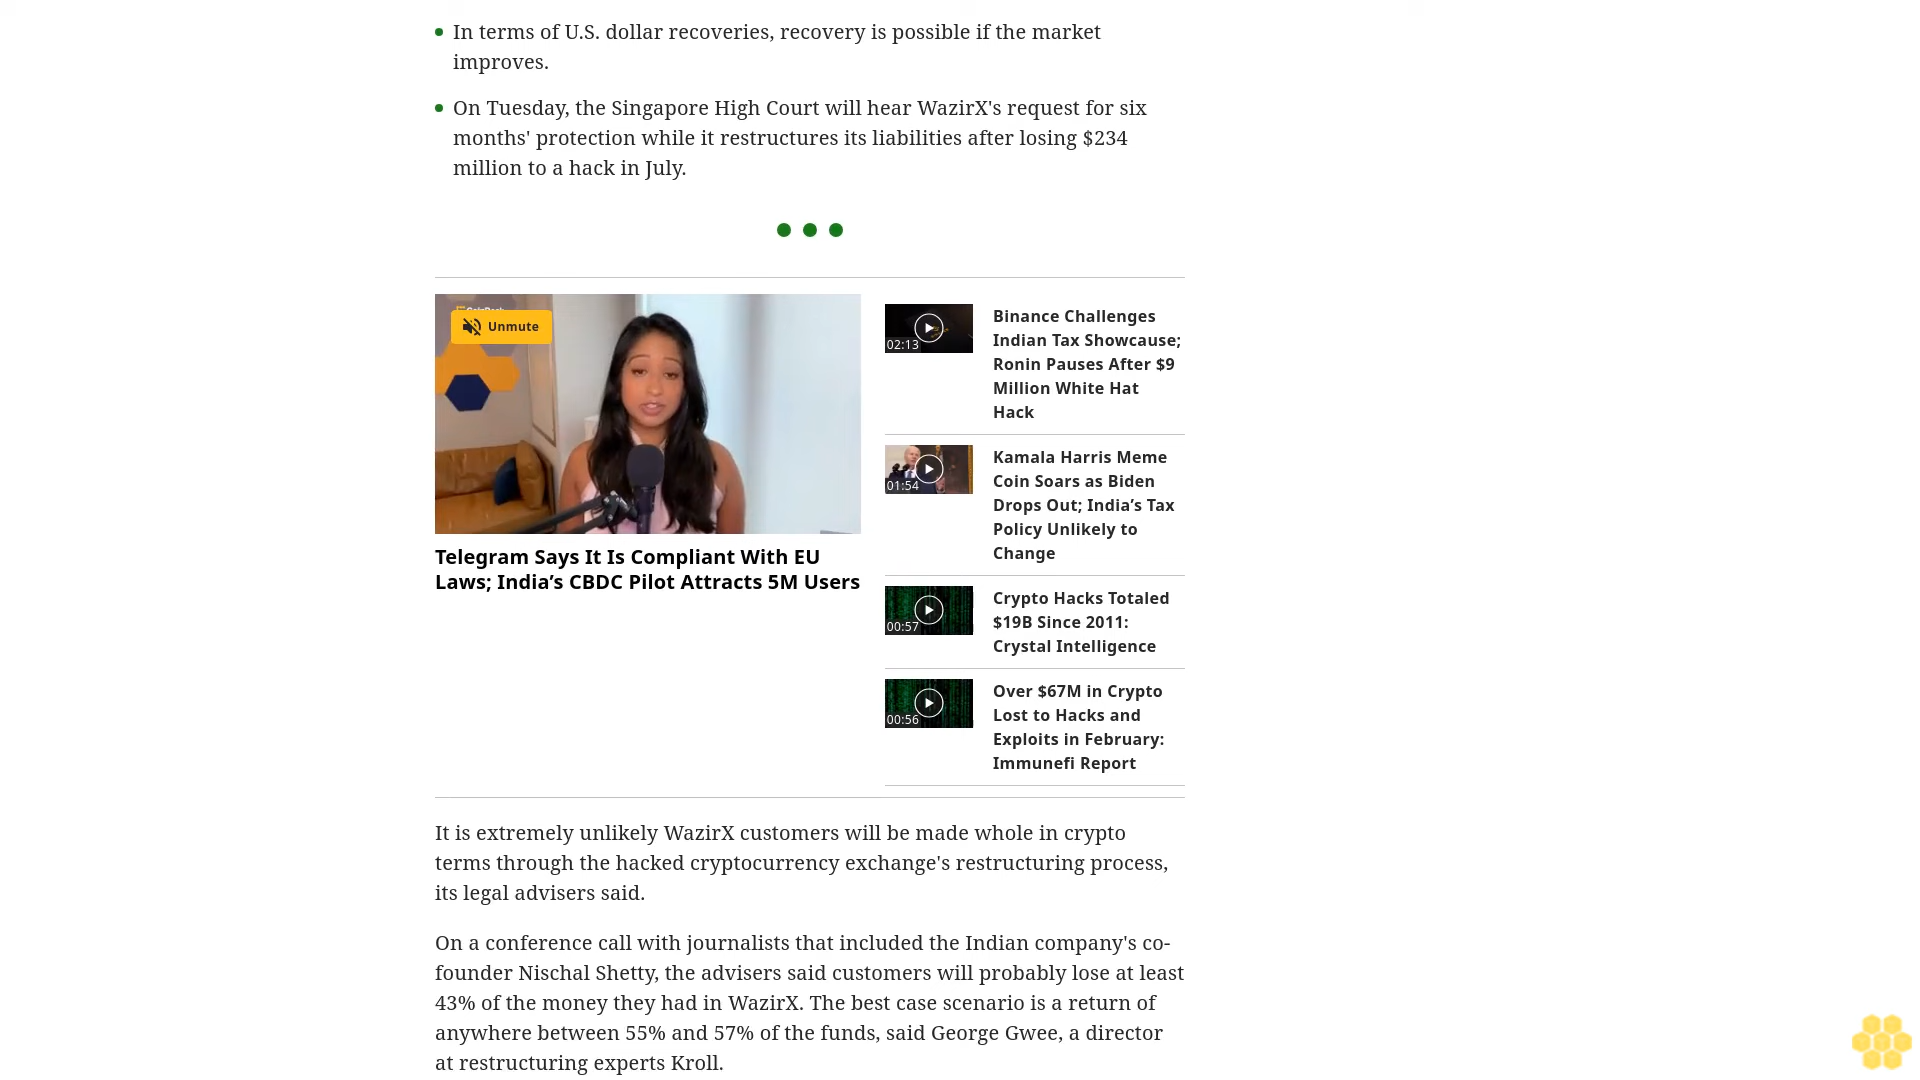 In terms of U.S. dollar recoveries, recovery is possible if the market
improves.
On Tuesday, the Singapore High Court will hear WazirX's request for six
months' protection while it restructures its liabilities after losing $234
million to a hack in July.
Unmute
Telegram Says It Is Compliant With EU
Laws; India’s CBDC Pilot Attracts 5M Users
02:13
Binance Challenges
Indian Tax Showcause;
Ronin Pauses After $9
Million White Hat
Hack
01:54
Kamala Harris Meme
Coin Soars as Biden
Drops Out; India’s Tax
Policy Unlikely to
Change
00:57
Crypto Hacks Totaled
$19B Since 2011:
Crystal Intelligence
00:56
Over $67M in Crypto
Lost to Hacks and
Exploits in February:
Immunefi Report
It is extremely unlikely WazirX customers will be made whole in crypto
terms through the hacked cryptocurrency exchange's restructuring process,
its legal advisers said.
On a conference call with journalists that included the Indian company's co-
founder Nischal Shetty, the advisers said customers will probably lose at least
43% of the money they had in WazirX. The best case scenario is a return of
anywhere between 55% and 57% of the funds, said George Gwee, a director
at restructuring experts Kroll.